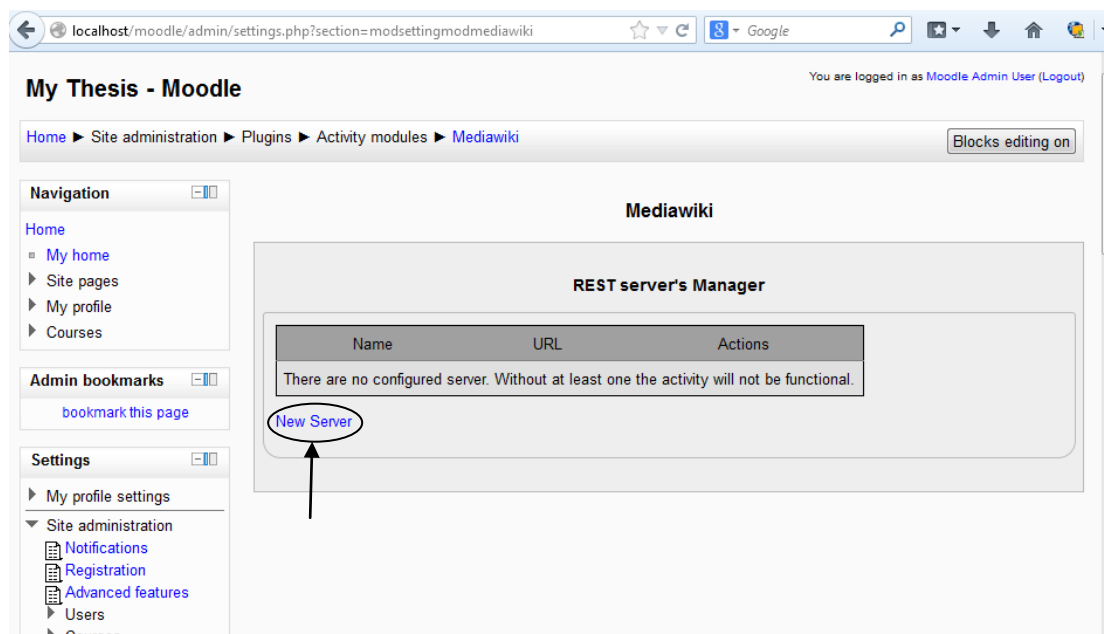 localhost/moodle/admin/settings.php?section=modsettingmodmediawiki
8 Google
My Thesis - Moodle
You are logged in as Moodle Admin User (Logout)
Home ► Site administration ► Plugins ► Activity modules ► Mediawiki
Blocks editing on
Navigation
Home
My home
Site pages
My profile
Courses
Admin bookmarks
bookmark this page
Settings
My profile settings
Site administration
Notifications
Registration
Advanced features
Users
Mediawiki
REST server's Manager
Name URL Actions
There are no configured server. Without at least one the activity will not be functional.
New Server